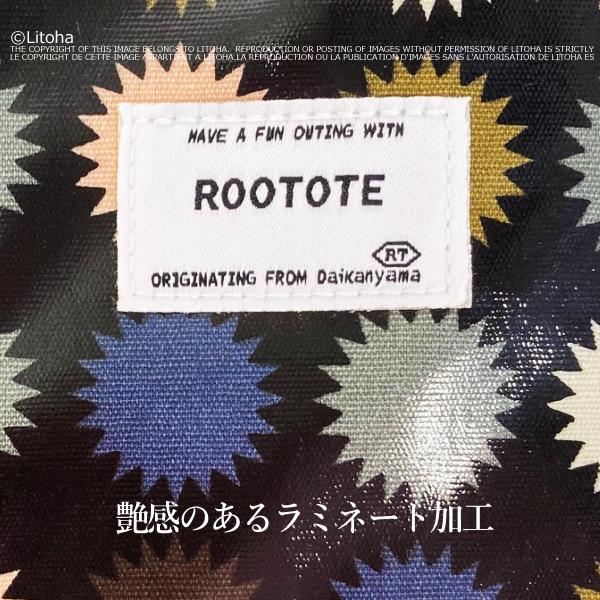 ©Litoha
THE COPYRIGHT OF THIS IMAGE BELONGS TO LITOHA. REPRODUCTION OR POSTING OF IMAGES WITHOUT PERMISSION OF LITOHA IS STRICTLY
LE COPYRIGHT DE CETTE IMAGE APPARTIENT A LITOHA.LA REPRODUCTION OU LA PUBLICATION D'IMAGES SANS L'AUTORISATION DE LITOHA ES
HAVE A FUN OUTING WITH
ROOTOTE
RT
ORIGINATING FROM Daikanyama
艶感のあるラミネート加工